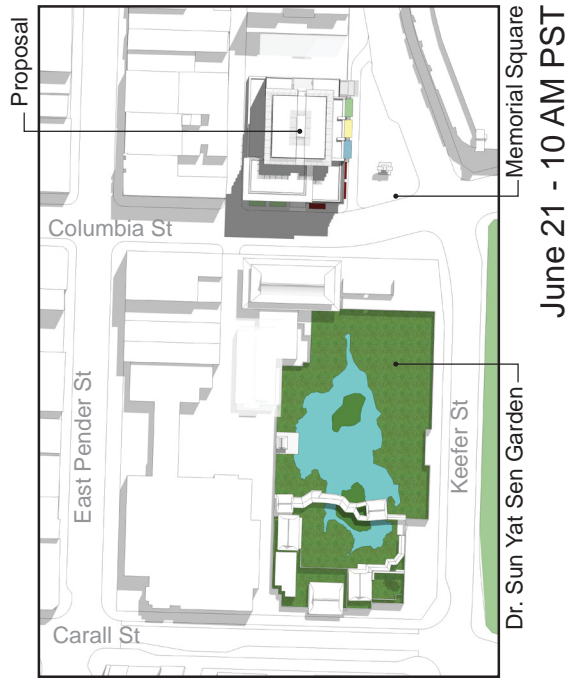 Proposal
Memorial Square
June 21 - 10 AM PST
Columbia St
East Pender St
Keefer St
Dr. Sun Yat Sen Garden
Carall St